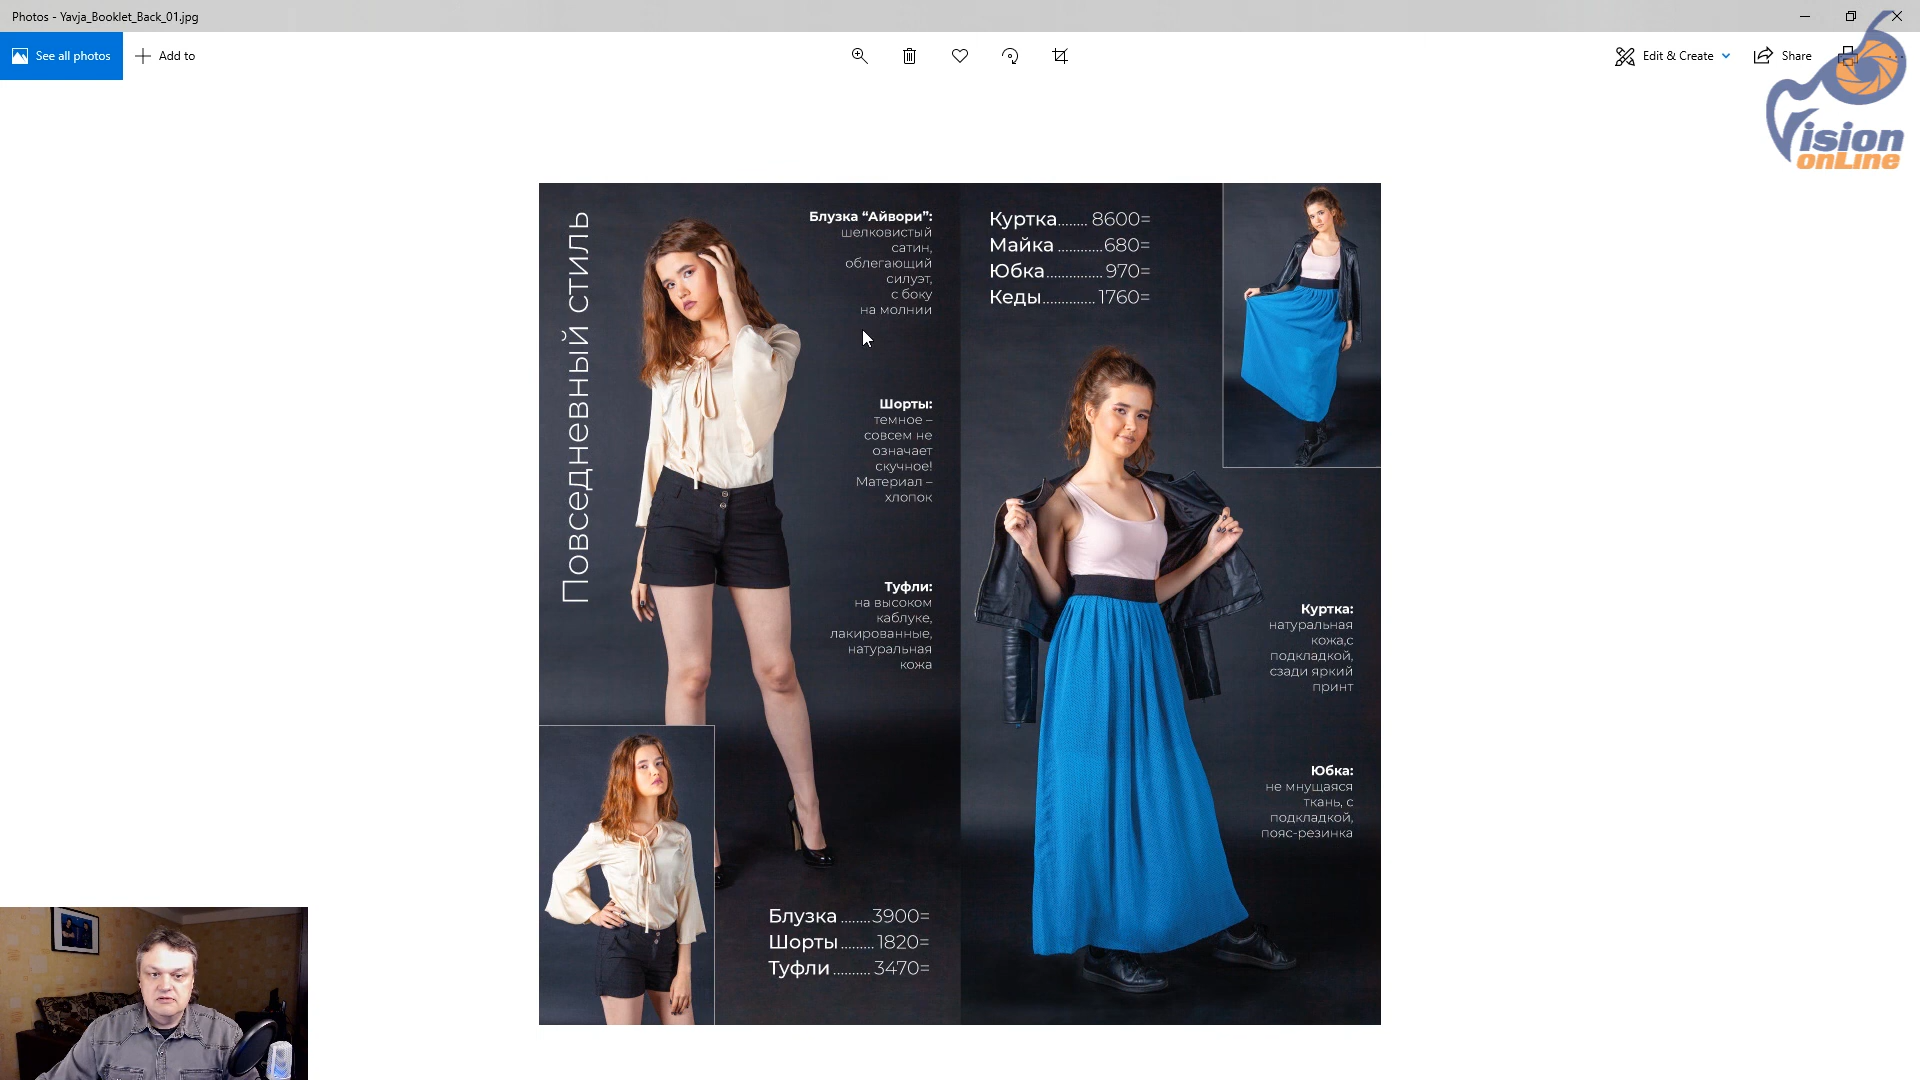 Photos - Yavja_Booklet_Back_01.jpg
See all photos
Add to
Edit & Create
Share
Vision
onLine
Повседневный стиль
Блузка “Айвори”:
шелковистый
сатин,
облегающий
силуэт,
с боку
на молнии
Шорты:
темное –
совсем не
означает
скучное!
Материал –
хлопок
Туфли:
на высоком
каблуке,
лакированные,
натуральная
кожа
Блузка ........3900=
Шорты .........1820=
Туфли .......... 3470=
Куртка........ 8600=
Майка ............680=
Юбка............... 970=
Кеды.............. 1760=
Куртка:
натуральная
кожа,с
подкладкой,
сзади яркий
принт
Юбка:
не мнущаяся
ткань, с
подкладкой,
пояс-резинка